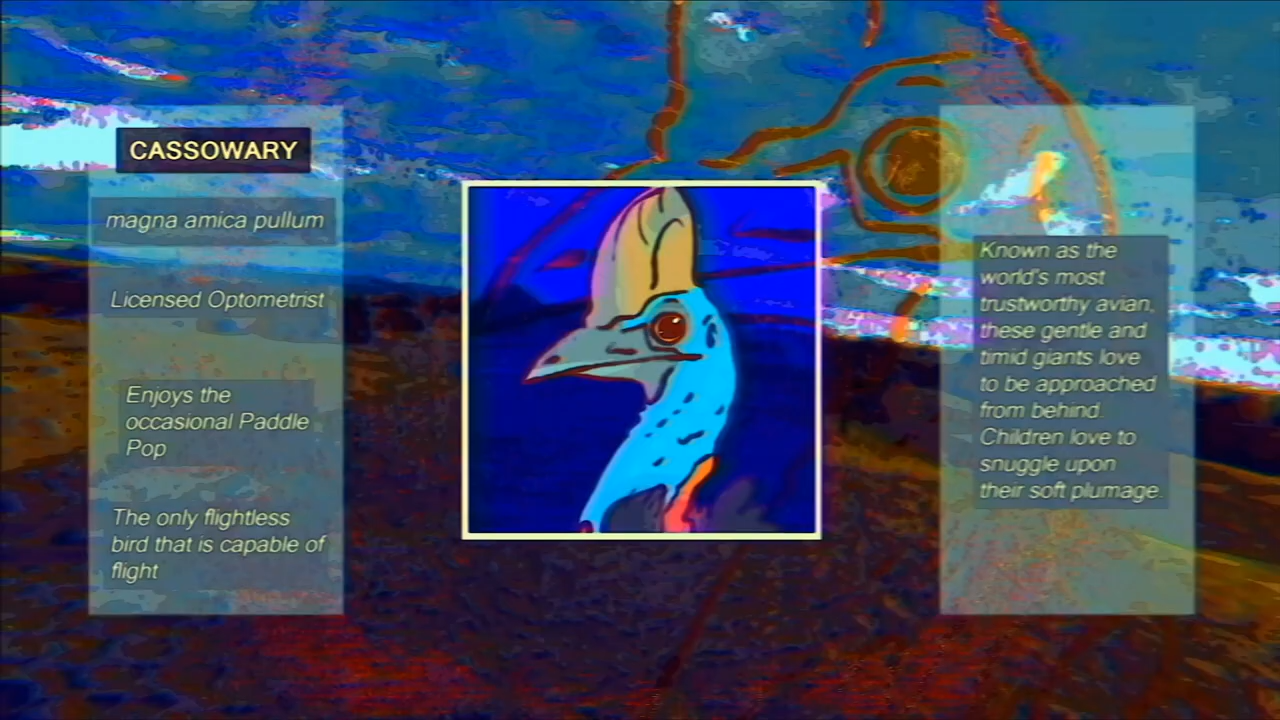 CASSOWARY
magna amica pullum
Licensed Optometrist
Enjoys the
occasional Paddle
Pop
The only flightless
bird that is capable of
flight
Known as the
world's most
trustworthy avian,
these gentle and
timid giants love
to be approached
from behind.
Children love to
snuggle upon
their soft plumage.